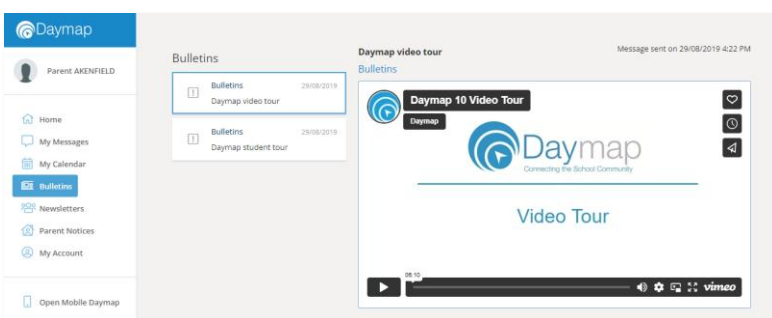 Daymap
Parent AKENFIELD
Home
My Messages
My Calendar
Bulletins
Newsletters
Parent Notices
My Account
Open Mobile Daymap
Bulletins
Bulletins 29/08/2019
Daymap video tour
Bulletins 29/08/2019
Daymap student tour
Daymap video tour
Message sent on 29/08/2019 4:22 PM
Bulletins
Daymap 10 Video Tour
Daymap
Daymap
Connecting the School Community
Video Tour
08:10
vimeo